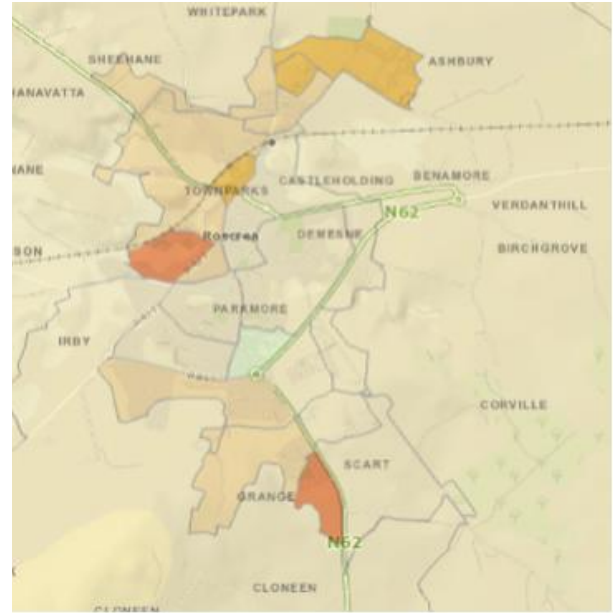 WHITEPARK
SHEEHANE
ASHBURY
HANAVATTA
NANE
TOWNPARKS
CASTLEHOLDING
BENAMORE
N62
VERDANTHILL
SON
Roscrea
DEMESNE
BIRCHGROVE
PARKMORE
IRBY
CORVILLE
SCART
GRANGE
N62
CLONEEN
CLONEEN